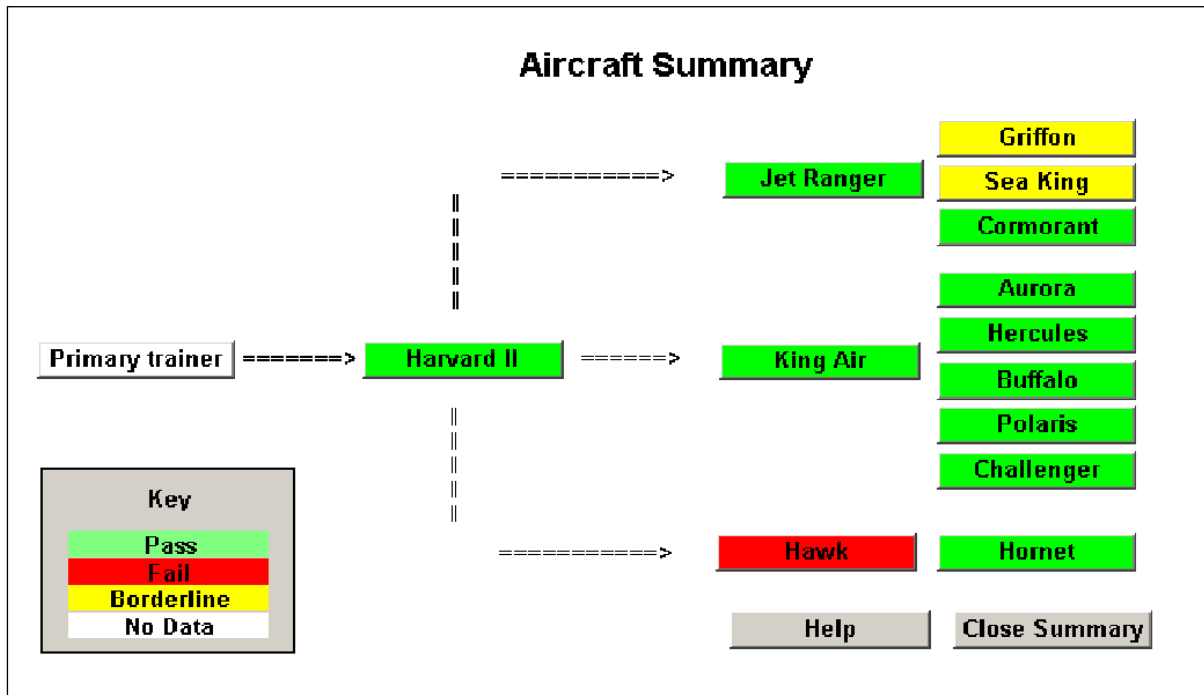 Aircraft Summary
Griffon
===========> Jet Ranger Sea King
Cormorant
Aurora
Hercules
Primary trainer =======> Harvard II ======> King Air
Buffalo
Polaris
Challenger
Key
Pass
Fail
Borderline
No Data
===========> Hawk Hornet
Help Close Summary